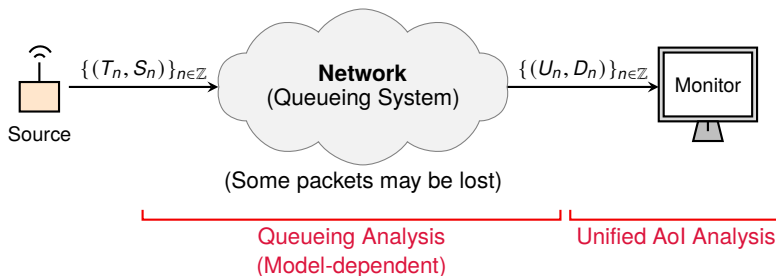 {(Tₙ, Sₙ)}ₙ∈ℤ
Network
(Queueing System)
{(Uₙ, Dₙ)}ₙ∈ℤ
Monitor
Source
(Some packets may be lost)
Queueing Analysis
(Model-dependent)
Unified AoI Analysis